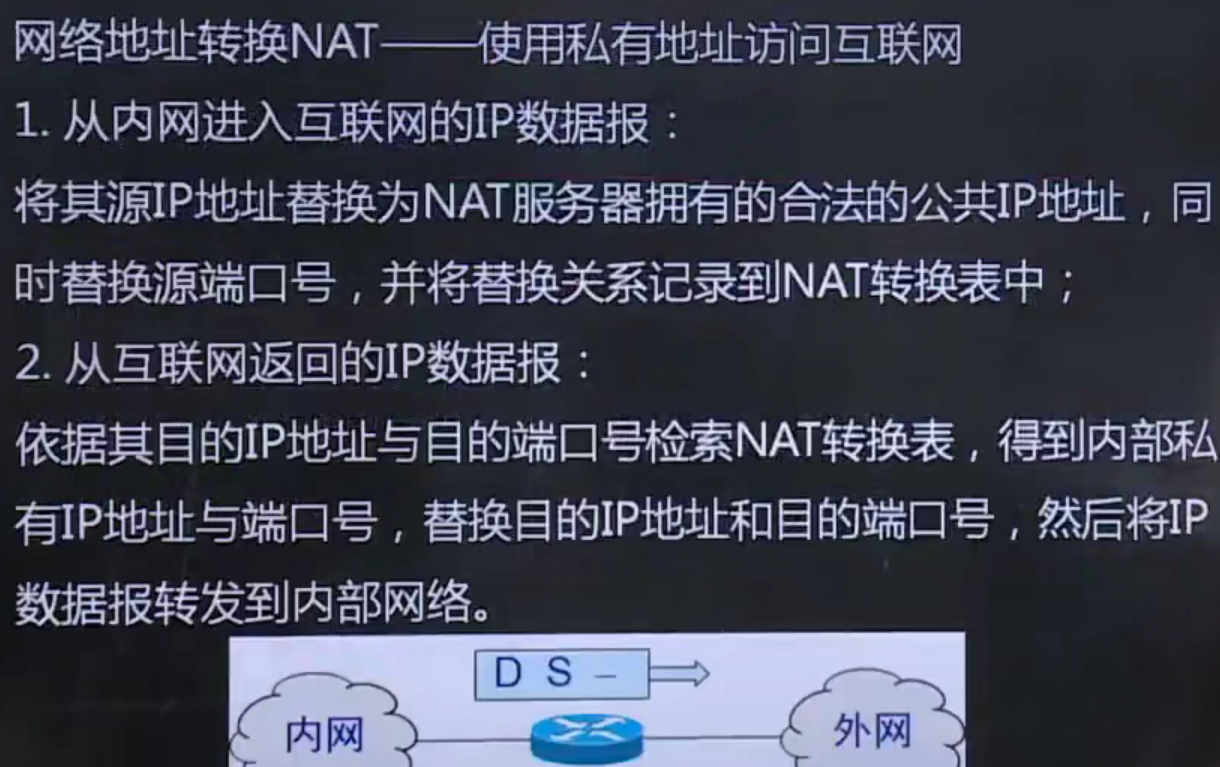 网络地址转换NAT——使用私有地址访问互联网
1. 从内网进入互联网的IP数据报：
将其源IP地址替换为NAT服务器拥有的合法的公共IP地址，同
时替换源端口号，并将替换关系记录到NAT转换表中；
2. 从互联网返回的IP数据报：
依据其目的IP地址与目的端口号检索NAT转换表，得到内部私
有IP地址与端口号，替换目的IP地址和目的端口号，然后将IP
数据报转发到内部网络。
D S –
内网
外网